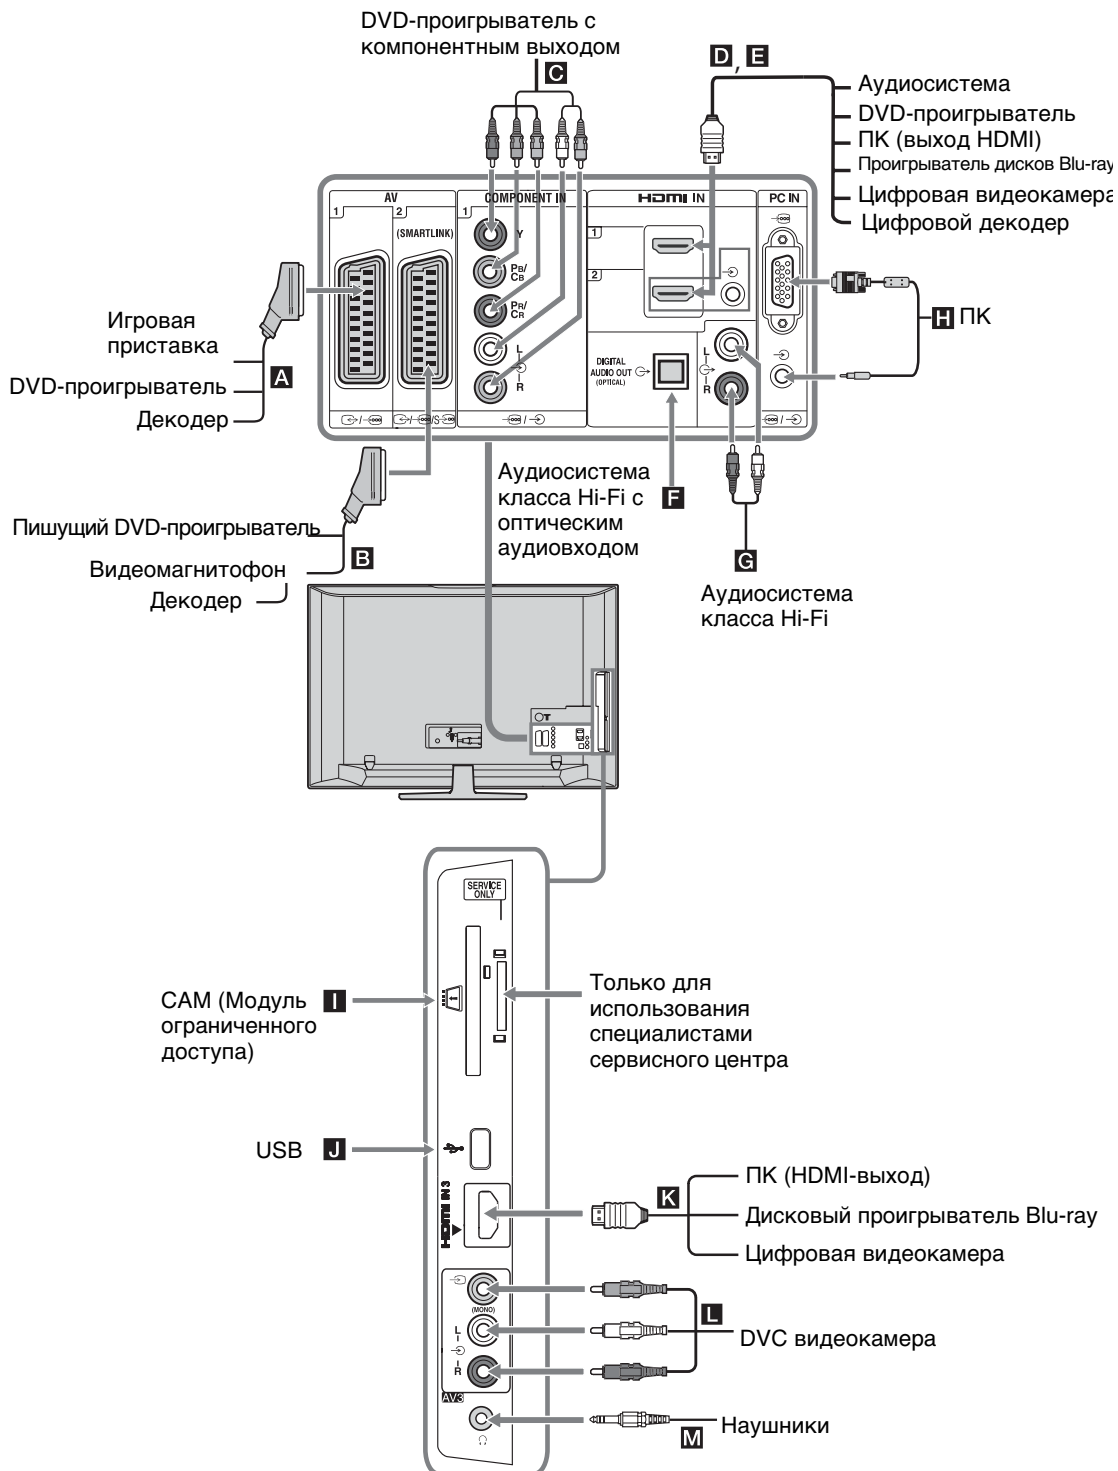 DVD-проигрыватель с
компонентным выходом
C
D, E
Аудиосистема
DVD-проигрыватель
ПК (выход HDMI)
Проигрыватель дисков Blu-ray
Цифровая видеокамера
Цифровой декодер
AV
1
2
(SMARTLINK)
COMPONENT IN
1
Y
PB/
CB
PR/
CR
L
R
HDMI IN
1
2
DIGITAL
AUDIO OUT
(OPTICAL)
L
R
PC IN
H ПК
Игровая
приставка
DVD-проигрыватель
A
Декодер
Пишущий DVD-проигрыватель
Видеомагнитофон
B
Декодер
Аудиосистема
класса Hi-Fi с
оптическим
аудиовходом
F
G
Аудиосистема
класса Hi-Fi
SERVICE
ONLY
CAM (Модуль
ограниченного
доступа)
I
Только для
использования
специалистами
сервисного центра
USB J
HDMI IN 3
K
ПК (HDMI-выход)
Дисковый проигрыватель Blu-ray
Цифровая видеокамера
(MONO)
L
R
AV3
L
DVC видеокамера
M
Наушники